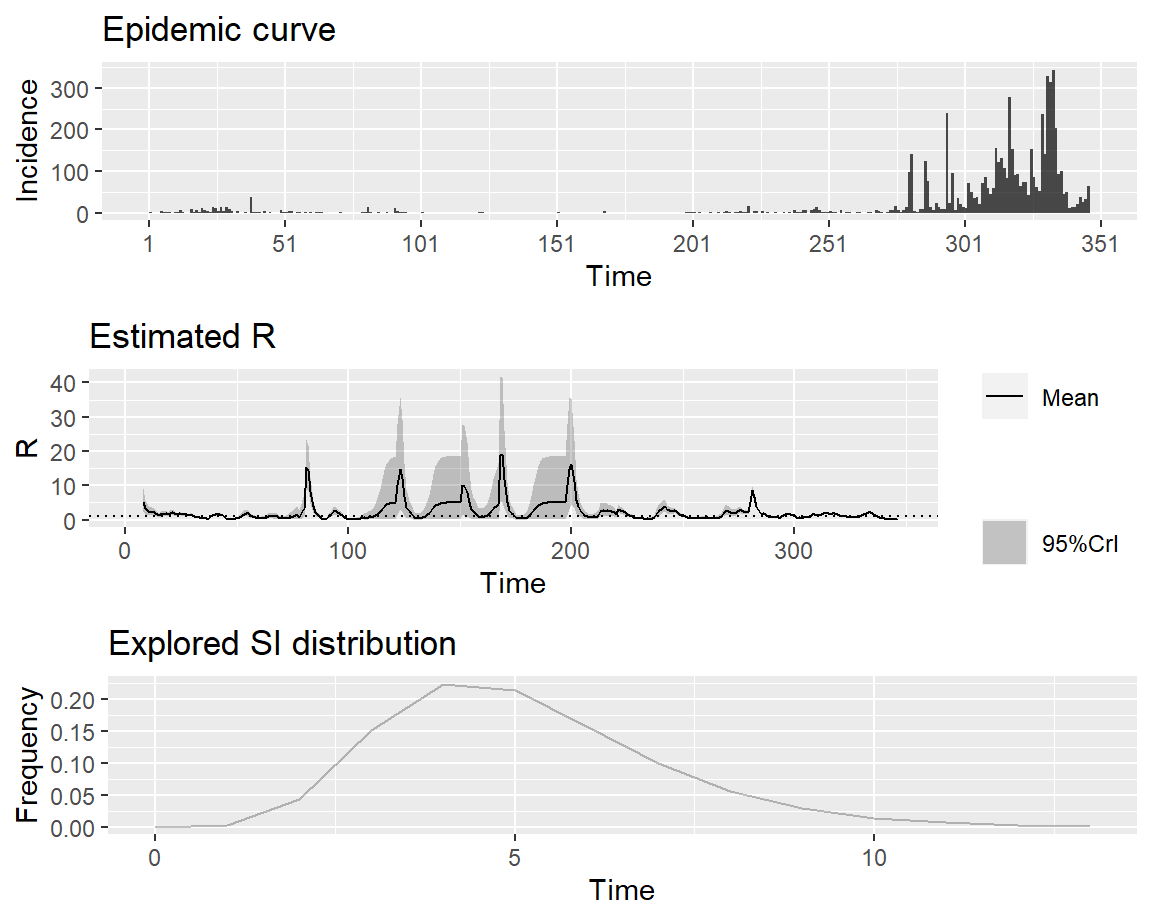 Epidemic curve
Incidence
300
200
100
0
1 51 101 151 201 251 301 351
Time
Estimated R
R
40
30
20
10
0
0 100 200 300
Time
Mean
95%CrI
Explored SI distribution
Frequency
0.20
0.15
0.10
0.05
0.00
0 5 10
Time